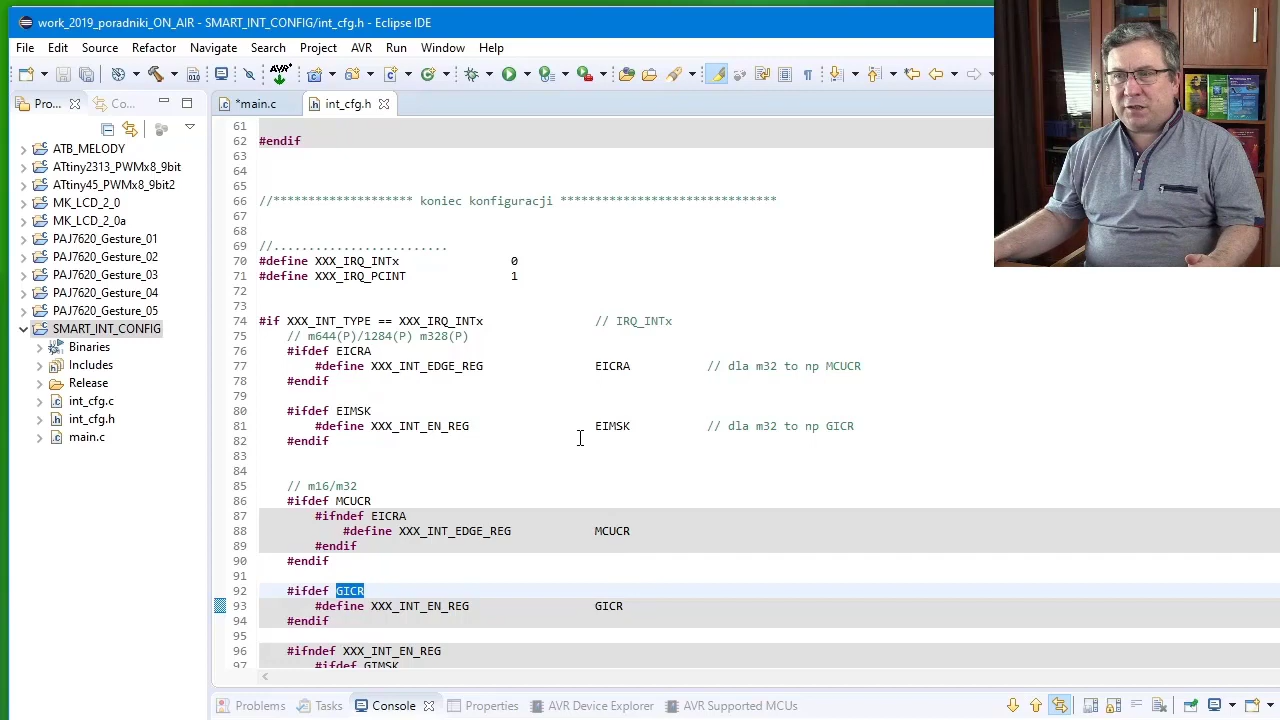 work_2019_poradniki_ON_AIR - SMART_INT_CONFIG/int_cfg.h - Eclipse IDE
File Edit Source Refactor Navigate Search Project AVR Run Window Help
Pro... Co...
*main.c int_cfg.h
ATB_MELODY
ATtiny2313_PWMx8_9bit
ATtiny45_PWMx8_9bit2
MK_LCD_2_0
MK_LCD_2_0a
PAJ7620_Gesture_01
PAJ7620_Gesture_02
PAJ7620_Gesture_03
PAJ7620_Gesture_04
PAJ7620_Gesture_05
SMART_INT_CONFIG
Binaries
Includes
Release
int_cfg.c
int_cfg.h
main.c
61
62 #endif
63
64
65
66 //******************** koniec konfiguracji *******************************
67
68
69 //.........................
70 #define XXX_IRQ_INTx 0
71 #define XXX_IRQ_PCINT 1
72
73
74 #if XXX_INT_TYPE == XXX_IRQ_INTx // IRQ_INTx
75 // m644(P)/1284(P) m328(P)
76 #ifdef EICRA
77 #define XXX_INT_EDGE_REG EICRA // dla m32 to np MCUCR
78 #endif
79
80 #ifdef EIMSK
81 #define XXX_INT_EN_REG EIMSK // dla m32 to np GICR
82 #endif
83
84
85 // m16/m32
86 #ifdef MCUCR
87 #ifndef EICRA
88 #define XXX_INT_EDGE_REG MCUCR
89 #endif
90 #endif
91
92 #ifdef GICR
93 #define XXX_INT_EN_REG GICR
94 #endif
95
96 #ifndef XXX_INT_EN_REG
97 #ifdef GIMSK
Problems Tasks Console Properties AVR Device Explorer AVR Supported MCUs